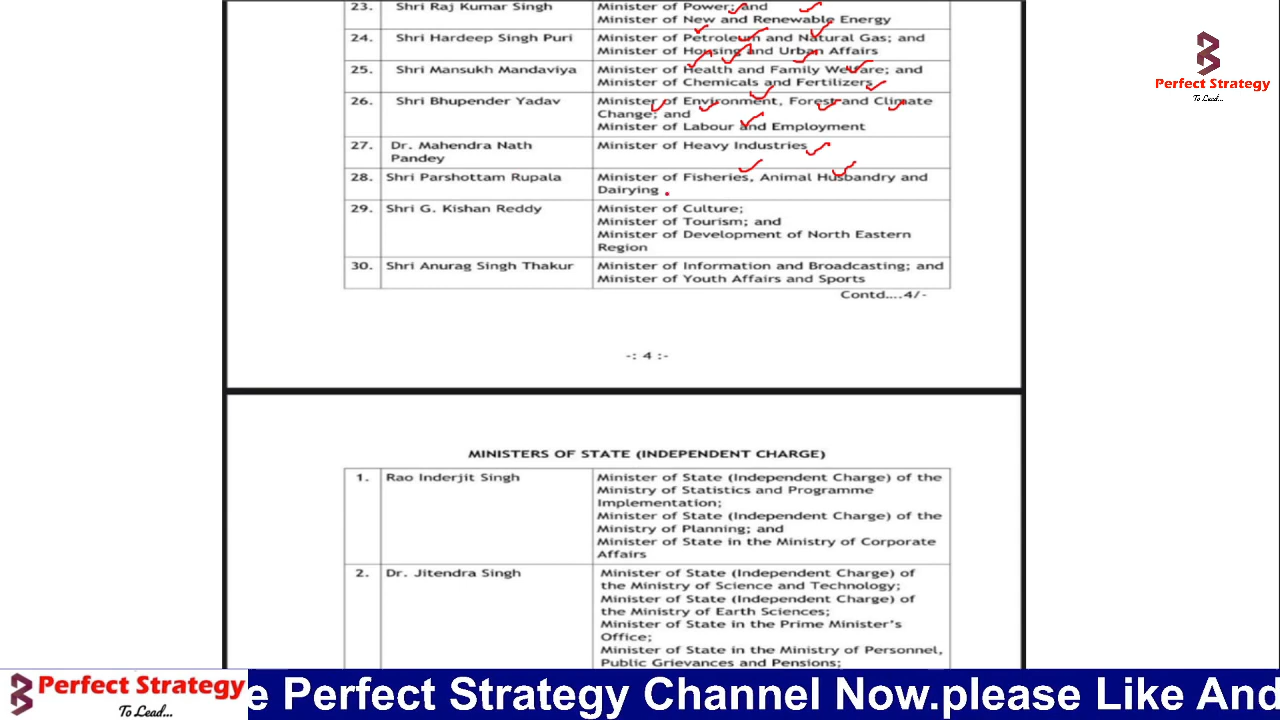 23. Shri Raj Kumar Singh Minister of Power; and
Minister of New and Renewable Energy
24. Shri Hardeep Singh Puri Minister of Petroleum and Natural Gas; and
Minister of Housing and Urban Affairs
25. Shri Mansukh Mandaviya Minister of Health and Family Welfare; and
Minister of Chemicals and Fertilizers
26. Shri Bhupender Yadav Minister of Environment, Forest and Climate
Change; and
Minister of Labour and Employment
27. Dr. Mahendra Nath Minister of Heavy Industries
Pandey
28. Shri Parshottam Rupala Minister of Fisheries, Animal Husbandry and
Dairying
29. Shri G. Kishan Reddy Minister of Culture;
Minister of Tourism; and
Minister of Development of North Eastern
Region
30. Shri Anurag Singh Thakur Minister of Information and Broadcasting; and
Minister of Youth Affairs and Sports
Contd....4/-
-: 4 :-
MINISTERS OF STATE (INDEPENDENT CHARGE)
1. Rao Inderjit Singh Minister of State (Independent Charge) of the
Ministry of Statistics and Programme
Implementation;
Minister of State (Independent Charge) of the
Ministry of Planning; and
Minister of State in the Ministry of Corporate
Affairs
2. Dr. Jitendra Singh Minister of State (Independent Charge) of
the Ministry of Science and Technology;
Minister of State (Independent Charge) of
the Ministry of Earth Sciences;
Minister of State in the Prime Minister's
Office;
Minister of State in the Ministry of Personnel,
Public Grievances and Pensions;
Perfect Strategy
To Lead...
Perfect Strategy
To Lead...
e Perfect Strategy Channel Now.please Like And